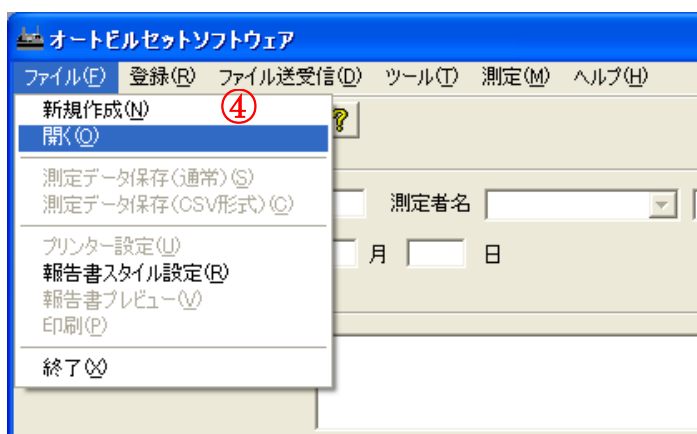 オートビルセットソフトウェア
ファイル(F) 登録(R) ファイル送受信(D) ツール(T) 測定(M) ヘルプ(H)
新規作成(N) ④
開く(O)
?
測定データ保存(通常)(S)
測定データ保存(CSV形式)(C)
測定者名
プリンター設定(U)
月 日
報告書スタイル設定(R)
報告書プレビュー(V)
印刷(P)
終了(X)